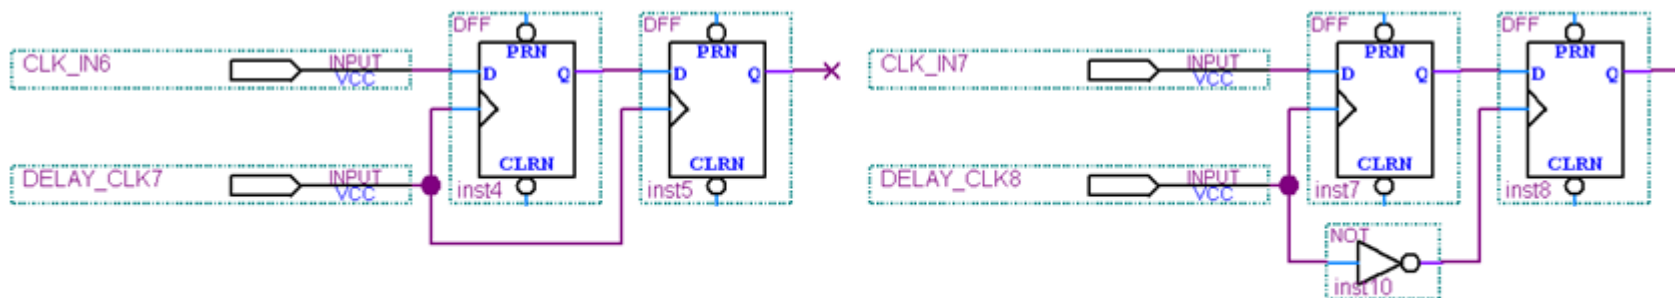 DFF
PRN
CLK_IN6
INPUT
VCC
D
Q
CLRN
DELAY_CLK7
INPUT
VCC
inst4
DFF
PRN
D
Q
CLRN
inst5
DFF
PRN
CLK_IN7
INPUT
VCC
D
Q
CLRN
DELAY_CLK8
INPUT
VCC
inst7
DFF
PRN
D
Q
CLRN
inst8
NOT
inst10